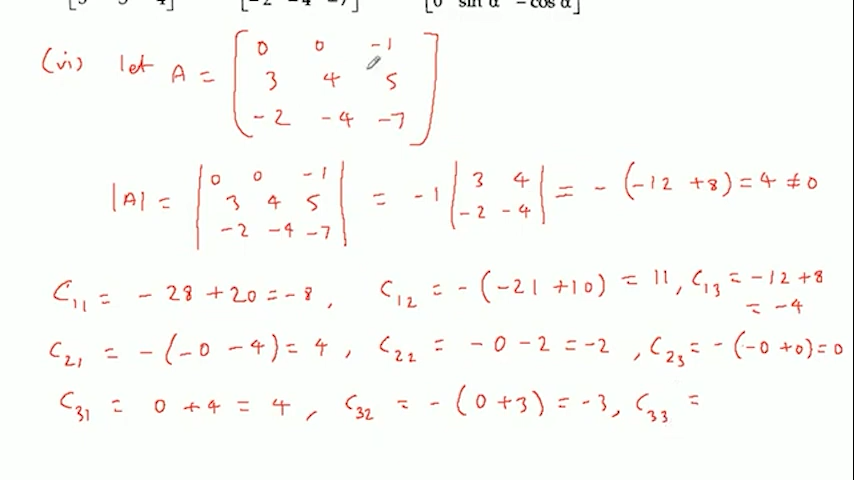 [0 sin α - cos α]
(vi) let A = [0 0 -1
3 4 5
-2 -4 -7]
|A| = |0 0 -1
3 4 5
-2 -4 -7| = -1 |3 4
-2 -4| = - (-12 + 8) = 4 ≠ 0
C11 = - 28 + 20 = -8, C12 = - (-21 + 10) = 11, C13 = -12 + 8
= -4
C21 = - (-0 - 4) = 4, C22 = - 0 - 2 = -2, C23 = - (-0 + 0) = 0
C31 = 0 + 4 = 4, C32 = - (0 + 3) = -3, C33 =